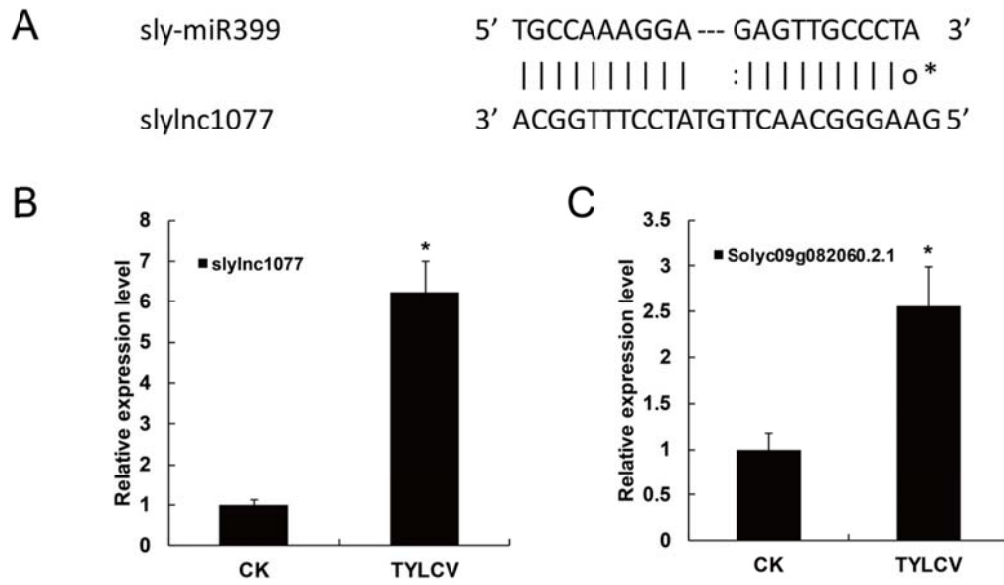 A
sly-miR399 5’ TGCCAAAGGA --- GAGTTGCCCTA 3’
| | | | | | | | | | : | | | | | | | | | o *
slylnc1077 3’ ACGGTTTCCTATGTTCAACGGGAAG 5’
B
8
7
6
5
4
3
2
1
0
Relative expression level
slylnc1077
*
CK TYLCV
C
3.5
3
2.5
2
1.5
1
0.5
0
Relative expression level
Solyc09g082060.2.1
*
CK TYLCV